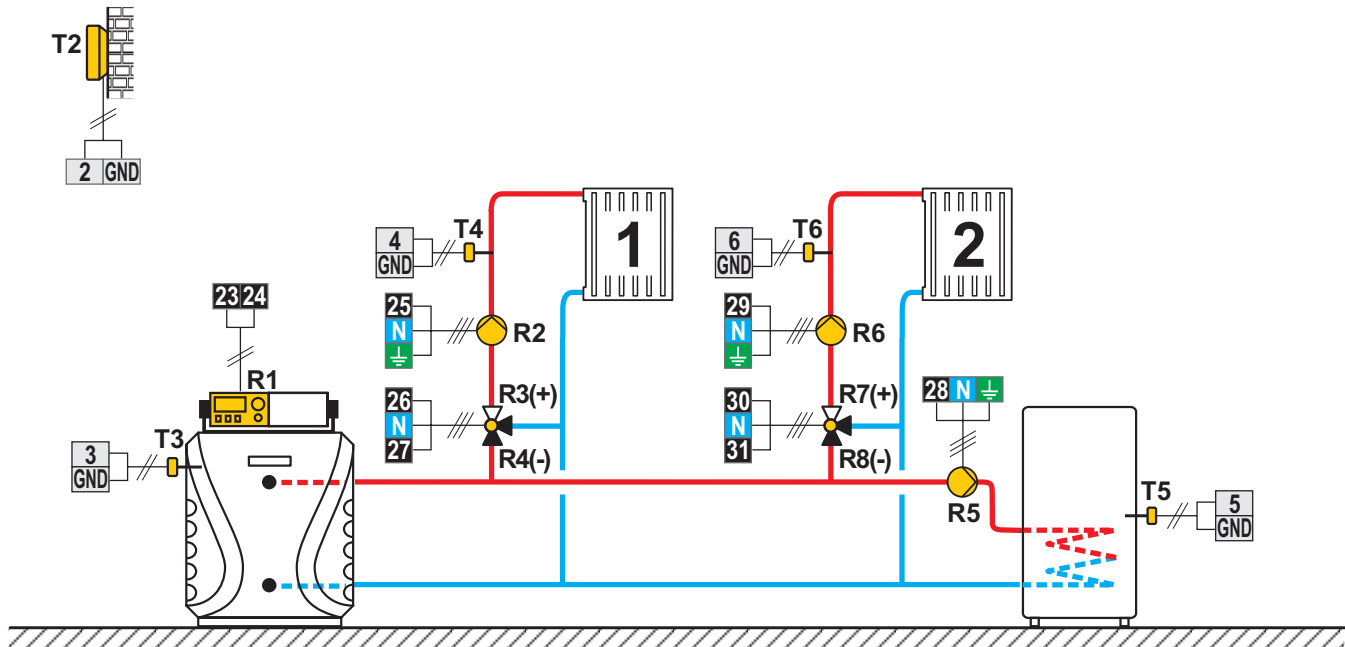 T2
2 GND
4
GND
T4
1
6
GND
T6
2
23 24
25
N
R2
29
N
R6
R1
26
N
27
R3(+)
R4(-)
30
N
31
R7(+)
R8(-)
28 N
R5
3
GND
T3
T5
5
GND